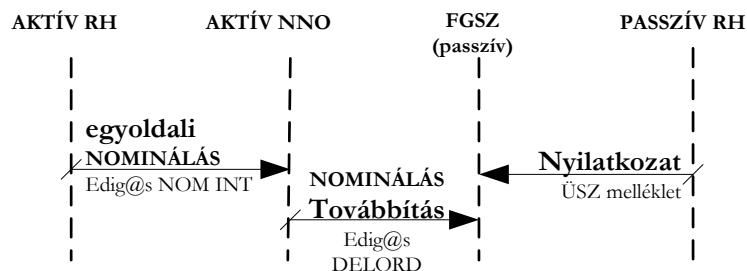 AKTÍV RH
AKTÍV NNO
FGSZ
(passzív)
PASSZÍV RH
egyoldali
NOMINÁLÁS
Edig@s NOM INT
NOMINÁLÁS
Továbbítás
Edig@s
DELORD
Nyilatkozat
ÜSZ melléklet